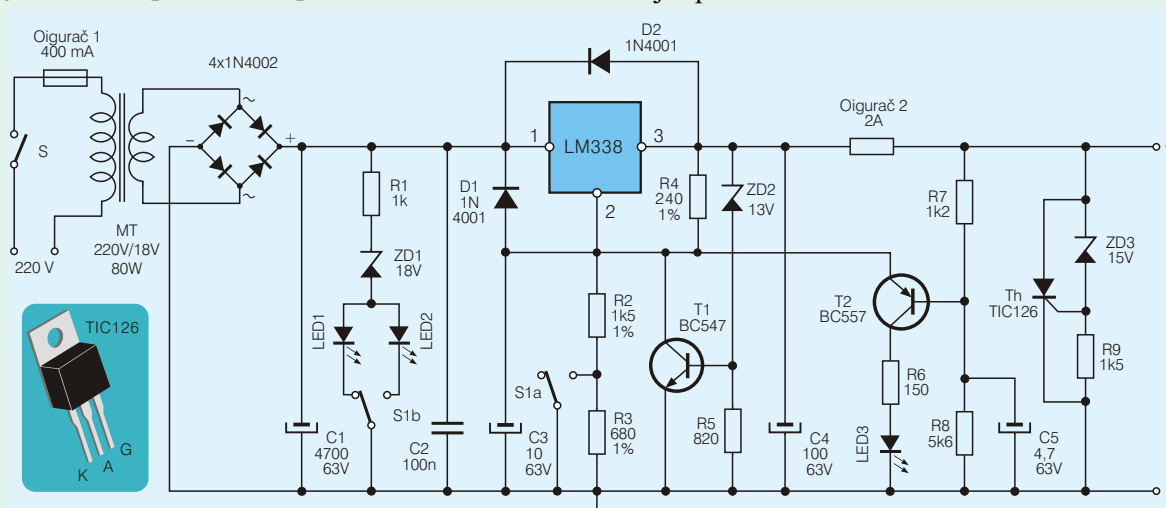 Oigurač 1
400 mA
S
220 V
MT
220V/18V
80W
4x1N4002
~
~
−
+
TIC126
K
A
G
C1
4700
63V
R1
1k
ZD1
18V
LED1
LED2
S1b
C2
100n
D2
1N4001
D1
1N
4001
1
LM338
3
2
R4
240
1%
ZD2
13V
C3
10
63V
R2
1k5
1%
S1a
R3
680
1%
T1
BC547
R5
820
C4
100
63V
Oigurač 2
2A
T2
BC557
R6
150
LED3
R7
1k2
R8
5k6
C5
4,7
63V
Th
TIC126
ZD3
15V
R9
1k5